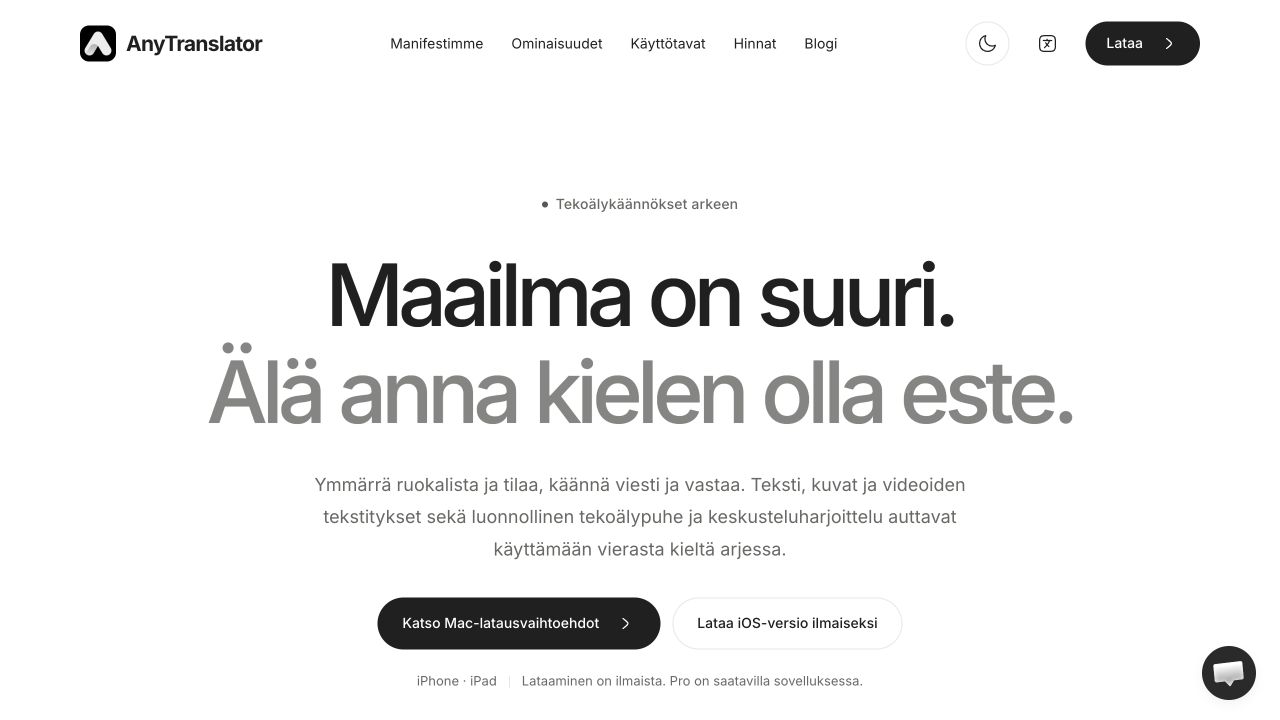 AnyTranslator
Manifestimme
Ominaisuudet
Käyttötavat
Hinnat
Blogi
Lataa
Tekoälykäännökset arkeen
Maailma on suuri.
Älä anna kielen olla este.
Ymmärrä ruokalista ja tilaa, käännä viesti ja vastaa. Teksti, kuvat ja videoiden
tekstitykset sekä luonnollinen tekoälypuhe ja keskusteluharjoittelu auttavat
käyttämään vierasta kieltä arjessa.
Katso Mac-latausvaihtoehdot
Lataa iOS-versio ilmaiseksi
iPhone · iPad
Lataaminen on ilmaista. Pro on saatavilla sovelluksessa.